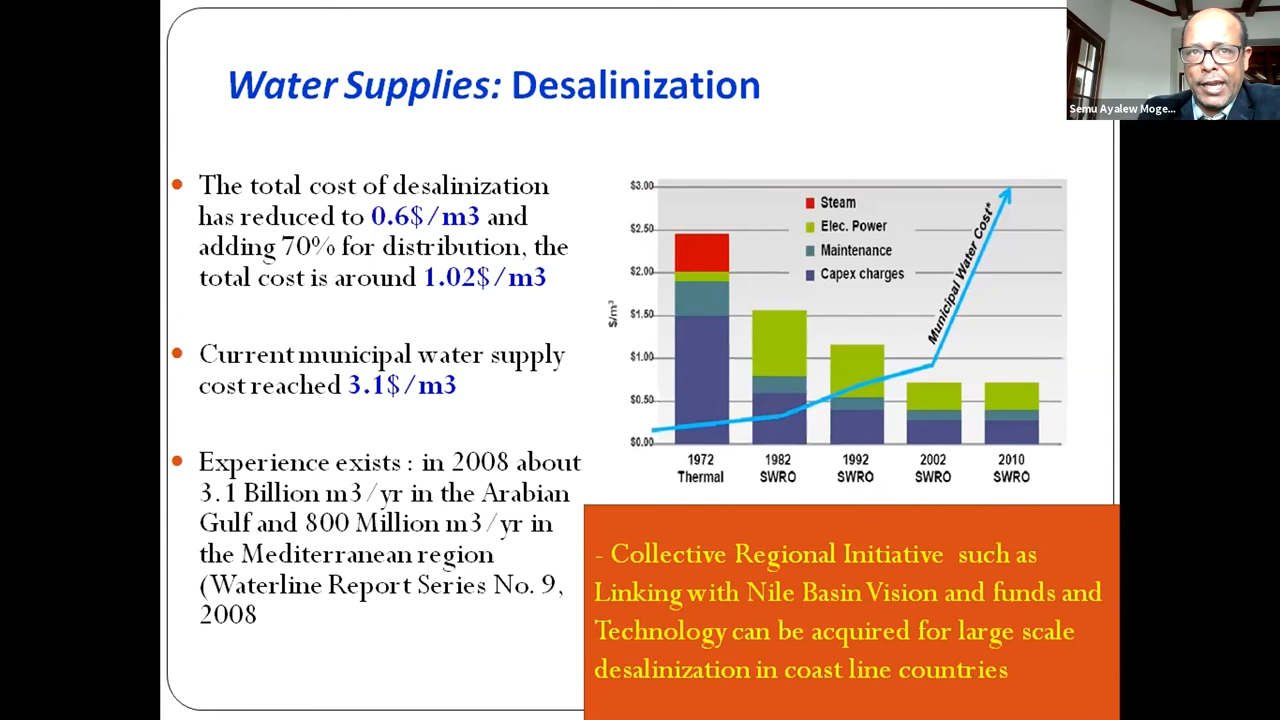 Water Supplies: Desalinization
Semu Ayalew Moge...
• The total cost of desalinization
has reduced to 0.6$/m3 and
adding 70% for distribution, the
total cost is around 1.02$/m3
• Current municipal water supply
cost reached 3.1$/m3
• Experience exists : in 2008 about
3.1 Billion m3/yr in the Arabian
Gulf and 800 Million m3/yr in
the Mediterranean region
(Waterline Report Series No. 9,
2008
$3.00
$2.50
$2.00
$1.50
$1.00
$0.50
$0.00
$/m³
Steam
Elec. Power
Maintenance
Capex charges
Municipal Water Cost*
1972
Thermal
1982
SWRO
1992
SWRO
2002
SWRO
2010
SWRO
- Collective Regional Initiative such as
Linking with Nile Basin Vision and funds and
Technology can be acquired for large scale
desalinization in coast line countries